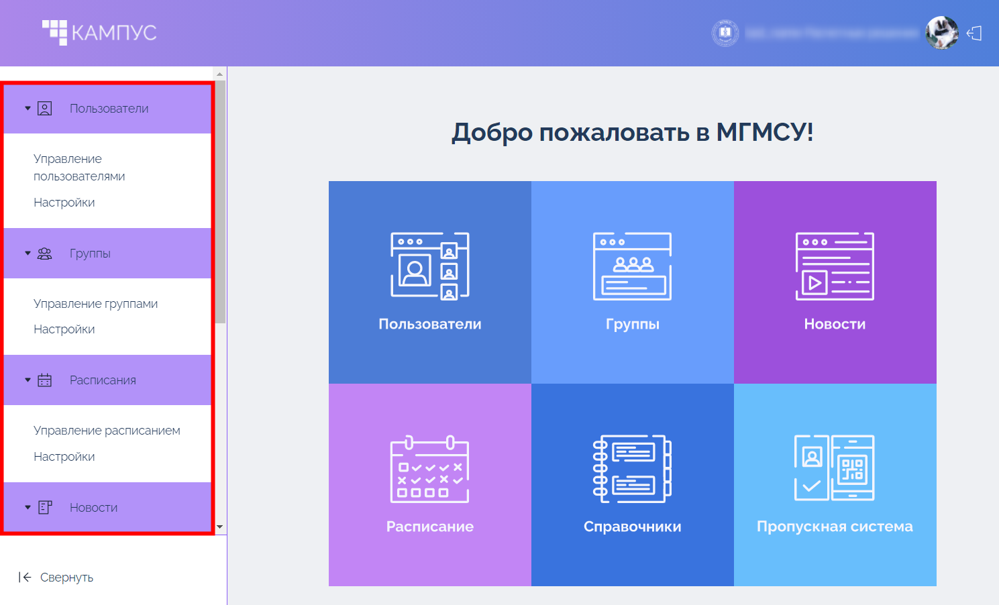 КАМПУС
Пользователи
Управление
пользователями
Настройки
Группы
Управление группами
Настройки
Расписания
Управление расписанием
Настройки
Новости
Свернуть
Добро пожаловать в МГМСУ!
Пользователи
Группы
Новости
Расписание
Справочники
Пропускная система